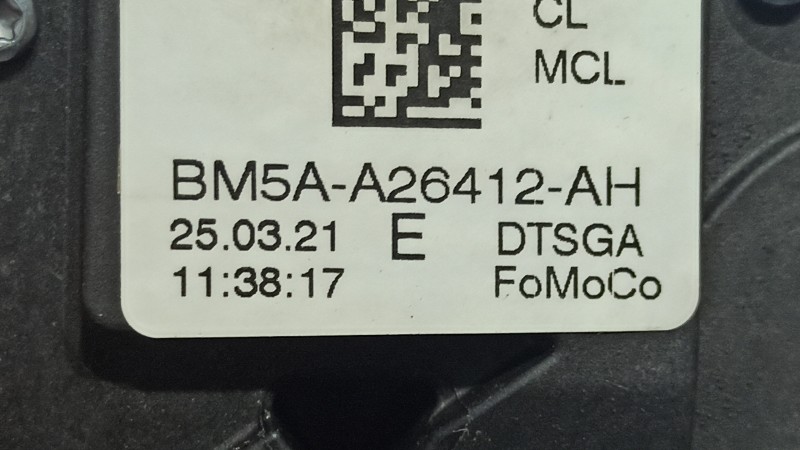 CL
MCL
BM5A-A26412-AH
25.03.21 E DTSGA
11:38:17 FoMoCo